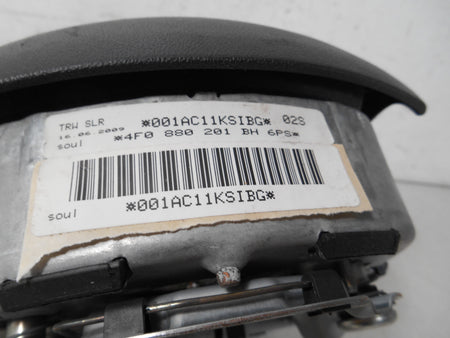 TRW SLR *001AC11KSIBG* 02S
16.06.2009 *4F0 880 201 BH 6PS*
soul
soul *001AC11KSIBG*